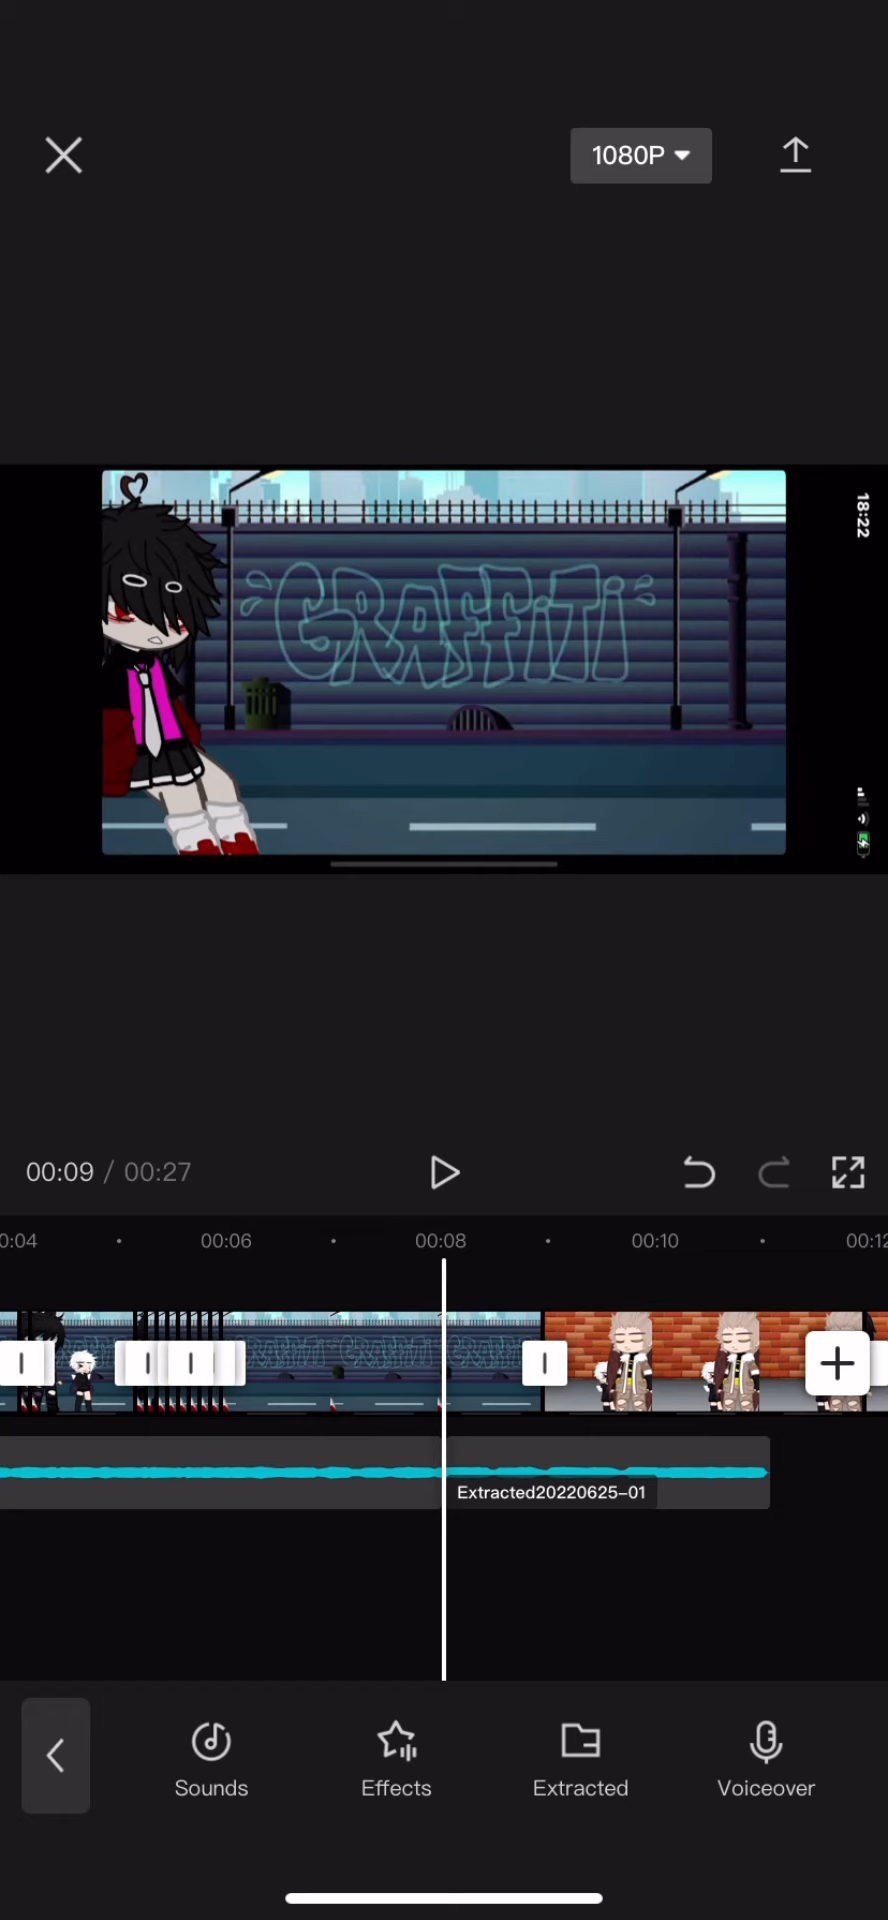 1080P
18:22
GRAFFITI
00:09 / 00:27
0:04 00:06 00:08 00:10 00:12
Extracted20220625-01
Sounds Effects Extracted Voiceover